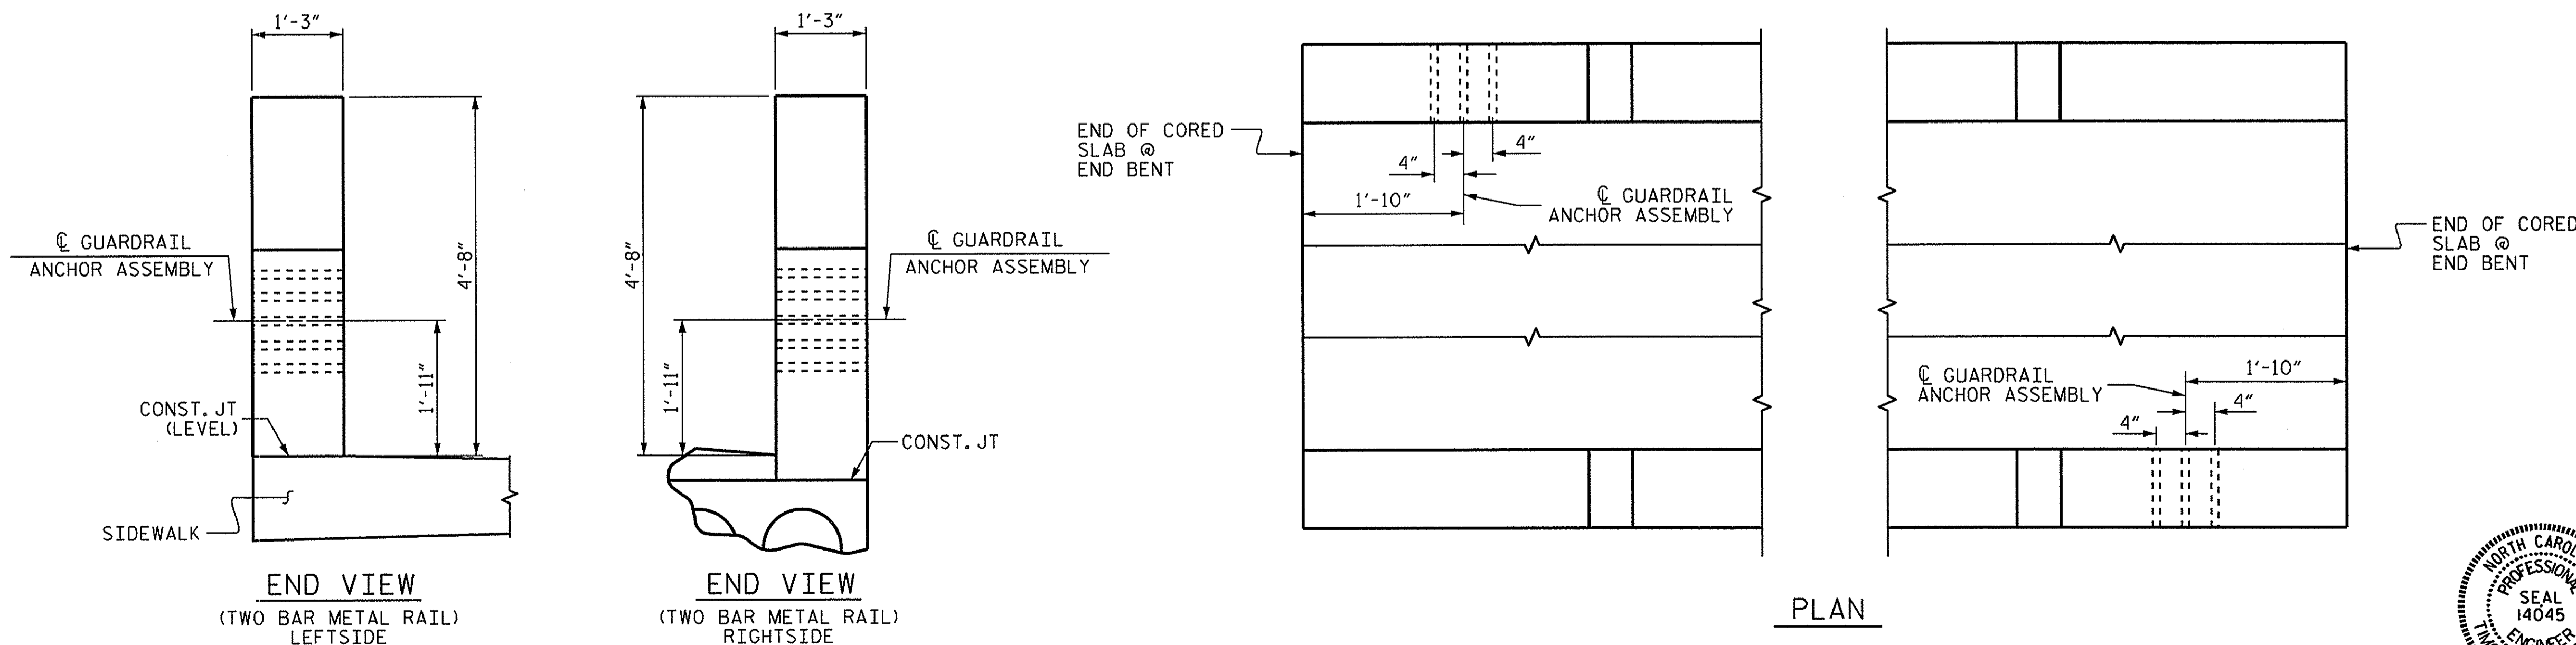 1'-3"
4'-8"
℄ GUARDRAIL
ANCHOR ASSEMBLY
1'-11"
CONST. JT
(LEVEL)
SIDEWALK
END VIEW
(TWO BAR METAL RAIL)
LEFTSIDE
1'-3"
4'-8"
℄ GUARDRAIL
ANCHOR ASSEMBLY
1'-11"
CONST. JT
END VIEW
(TWO BAR METAL RAIL)
RIGHTSIDE
END OF CORED
SLAB @
END BENT
4"
4"
1'-10"
℄ GUARDRAIL
ANCHOR ASSEMBLY
END OF CORED
SLAB @
END BENT
℄ GUARDRAIL
ANCHOR ASSEMBLY
1'-10"
4"
4"
PLAN
NORTH
PROFESSIONAL
SEAL
14045
ENGINEER